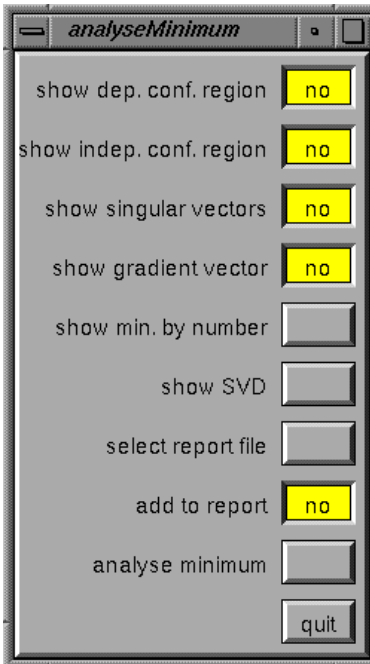 analyseMinimum
show dep. conf. region no
show indep. conf. region no
show singular vectors no
show gradient vector no
show min. by number
show SVD
select report file
add to report no
analyse minimum
quit